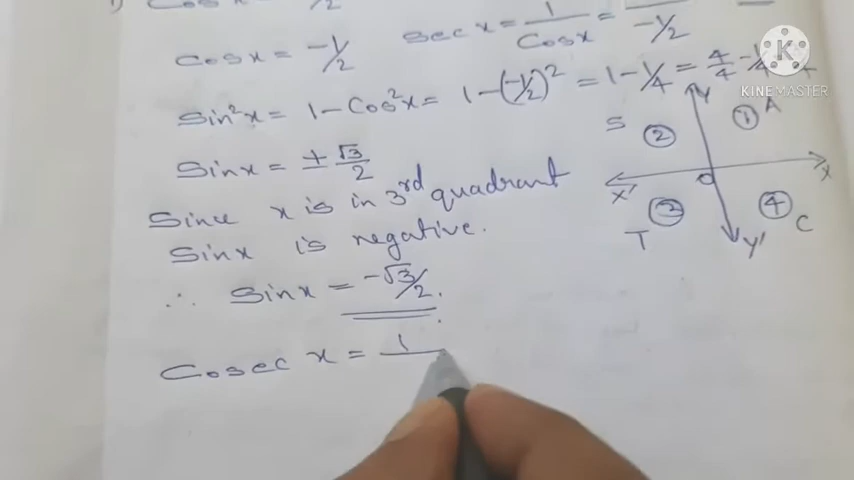 Cos x = -1/2 sec x = 1/Cos x = -1/2
Sin²x = 1 - Cos²x = 1 - (-1/2)² = 1 - 1/4 = 4/4 - 1/4
Sin x = ± √3/2
Since x is in 3rd quadrant
Sin x is negative.
∴ Sin x = -√3/2.
Cosec x = 1
Y
S 2 1 A
X' O X
3 4
T Y' C
KINEMASTER